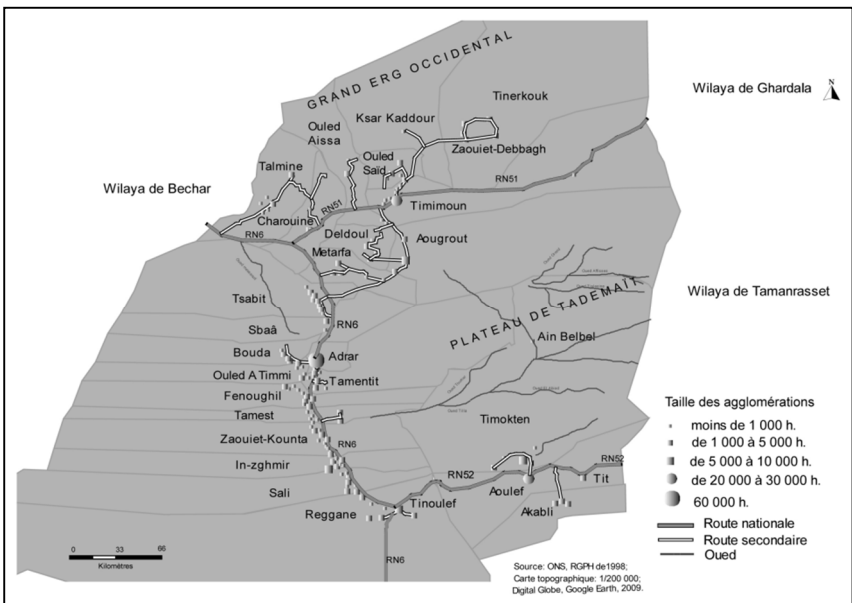 GRAND ERG OCCIDENTAL
Wilaya de Ghardala
N
Tinerkouk
Ksar Kaddour
Ouled
Aissa
Zaouiet-Debbagh
Ouled
Saïd
Talmine
RN51
Wilaya de Bechar
Timimoun
RN51
Charouine
RN6
Deldoul
Aougrout
Metarfa
Wilaya de Tamanrasset
Tsabit
PLATEAU DE TADEMAÏT
RN6
Sbaâ
Ain Belbel
Bouda
Adrar
Ouled A Timmi
Tamentit
Fenoughil
Tamest
Timokten
Zaouiet-Kounta
RN6
In-zghmir
RN52
RN52
Sali
Aoulef
Tit
Tinoulef
Reggane
Akabli
RN6
Taille des agglomérations
moins de 1 000 h.
de 1 000 à 5 000 h.
de 5 000 à 10 000 h.
de 20 000 à 30 000 h.
60 000 h.
Route nationale
Route secondaire
Oued
0 33 66
Kilomètres
Source: ONS, RGPH de1998;
Carte topographique: 1/200 000;
Digital Globe, Google Earth, 2009.